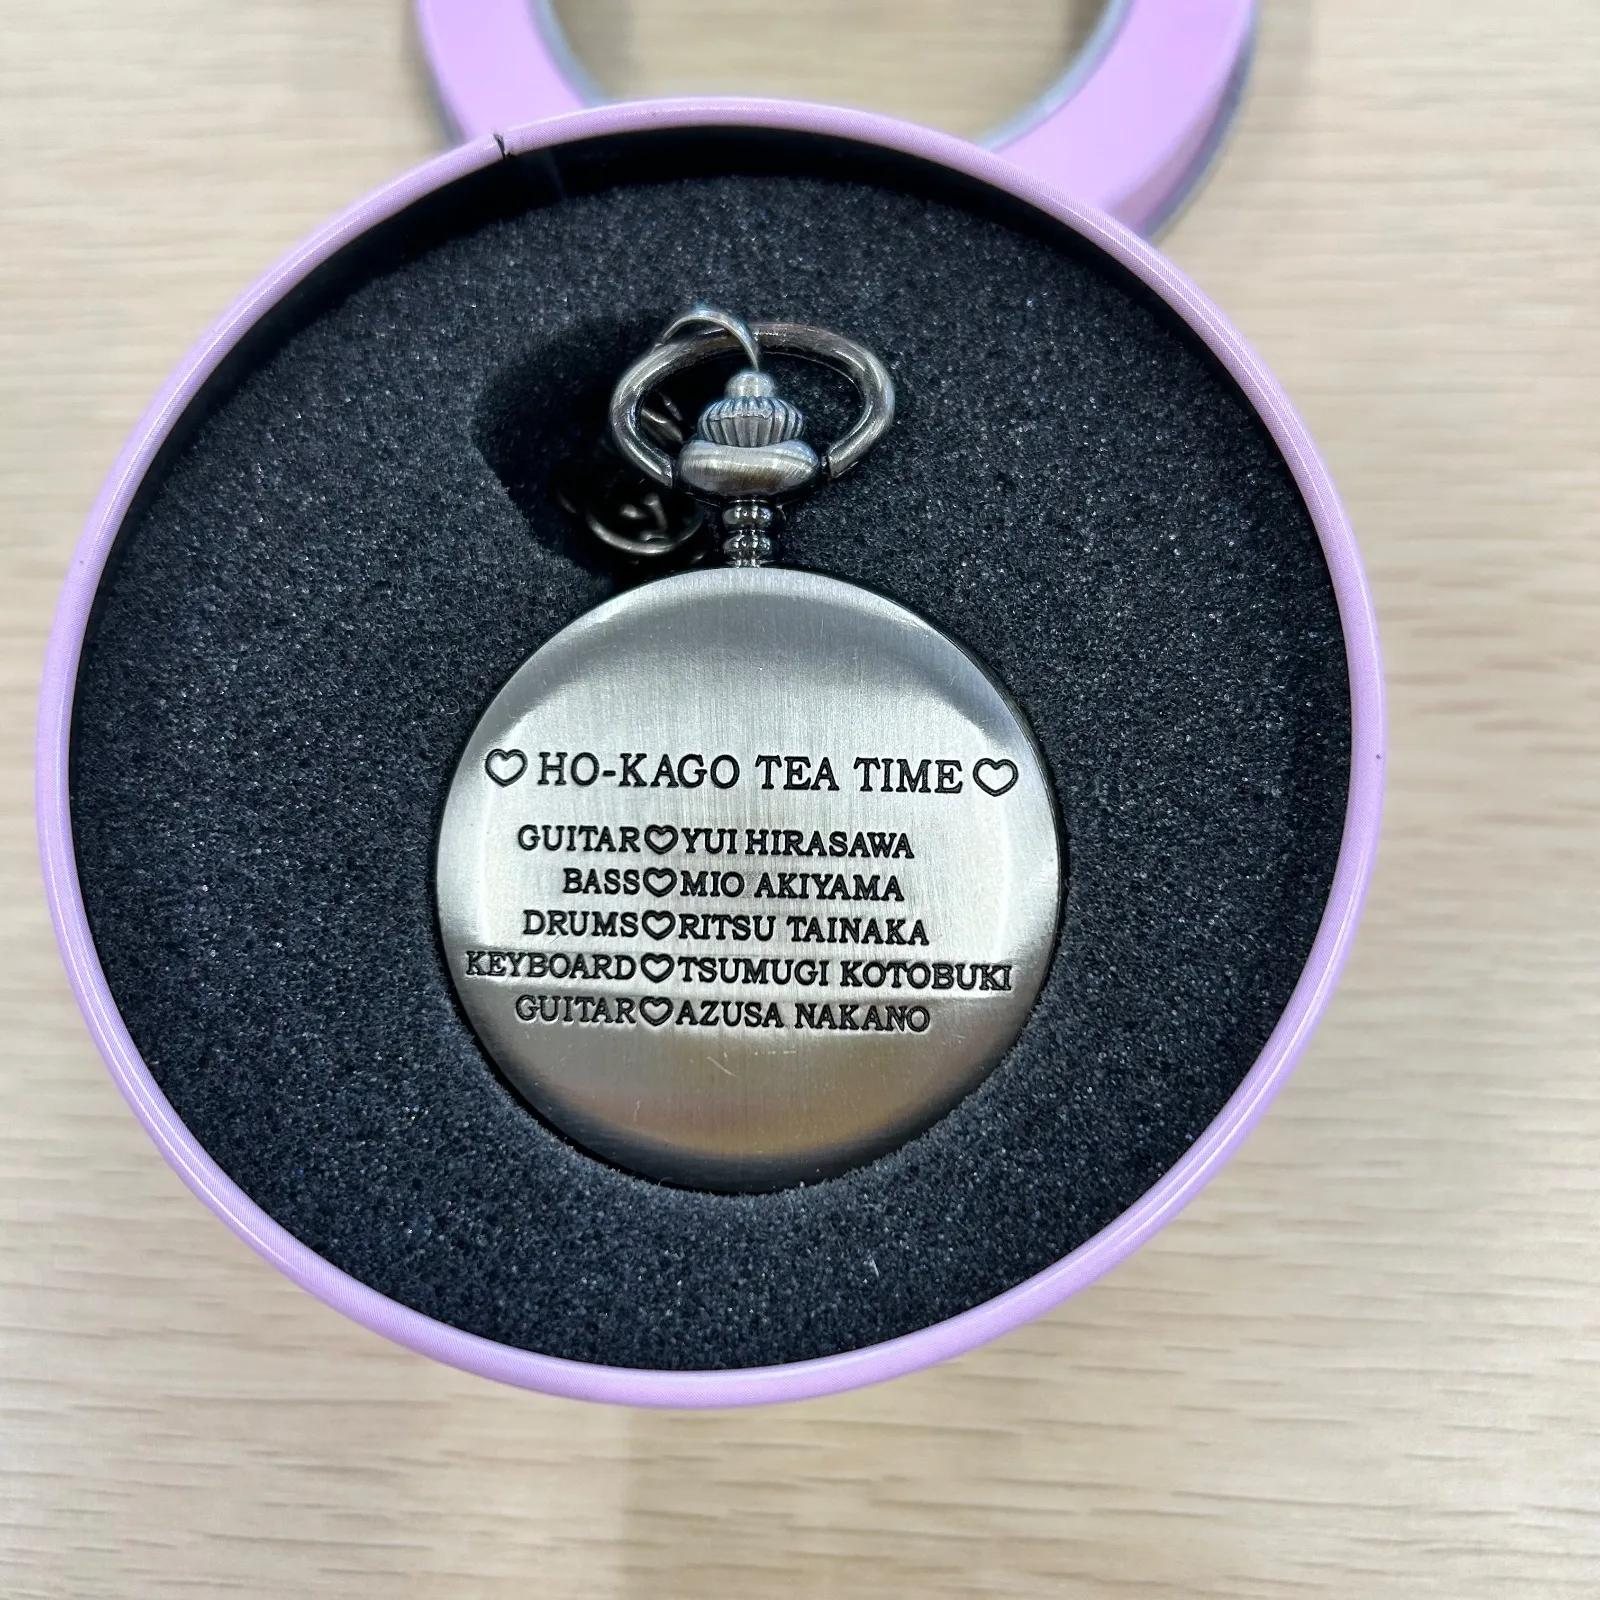 ♡ HO-KAGO TEA TIME ♡
GUITAR♡YUI HIRASAWA
BASS♡MIO AKIYAMA
DRUMS♡RITSU TAINAKA
KEYBOARD♡TSUMUGI KOTOBUKI
GUITAR♡AZUSA NAKANO